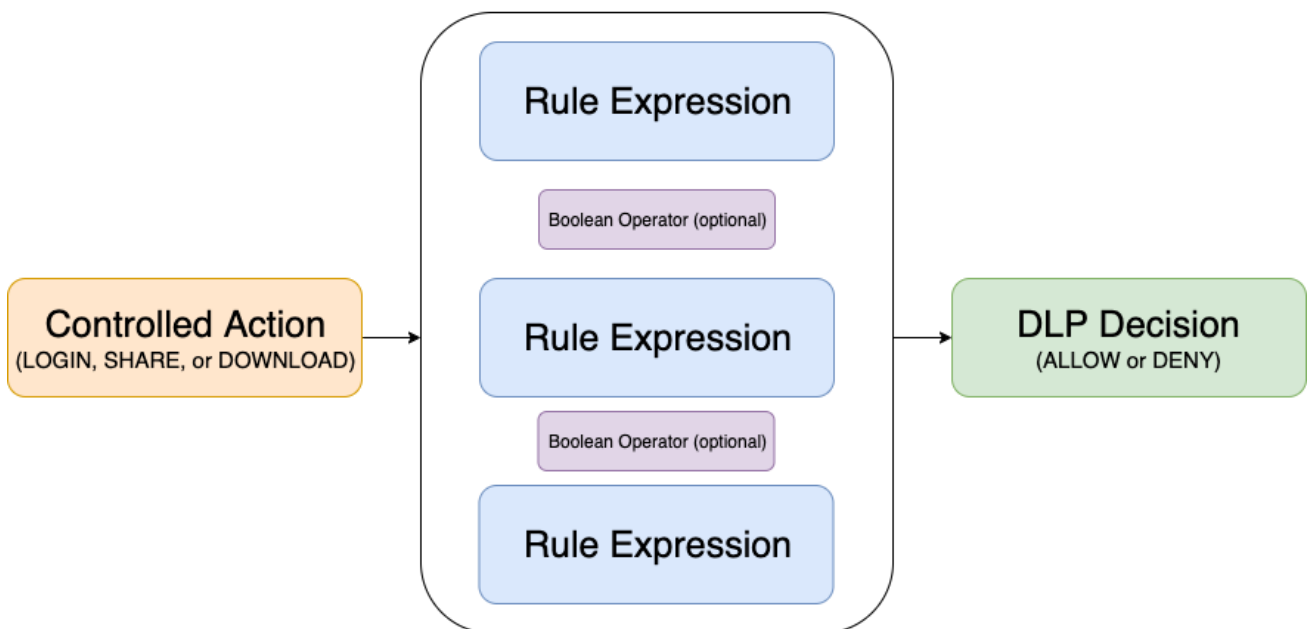 Rule Expression
Boolean Operator (optional)
Controlled Action
(LOGIN, SHARE, or DOWNLOAD)
Rule Expression
DLP Decision
(ALLOW or DENY)
Boolean Operator (optional)
Rule Expression